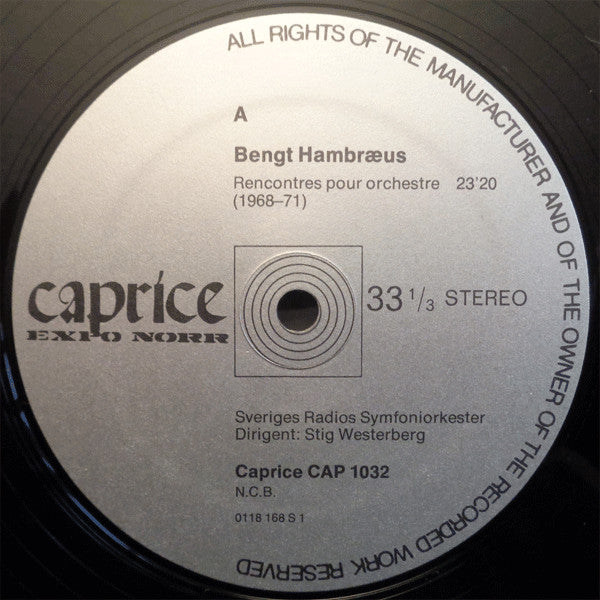 ALL RIGHTS OF THE MANUFACTURER AND OF THE OWNER OF THE RECORDED WORK RESERVED
A
Bengt Hambræus
Rencontres pour orchestre 23'20
(1968–71)
caprice
EXPO NORR
33 1/3 STEREO
Sveriges Radios Symfoniorkester
Dirigent: Stig Westerberg
Caprice CAP 1032
N.C.B.
0118 168 S 1